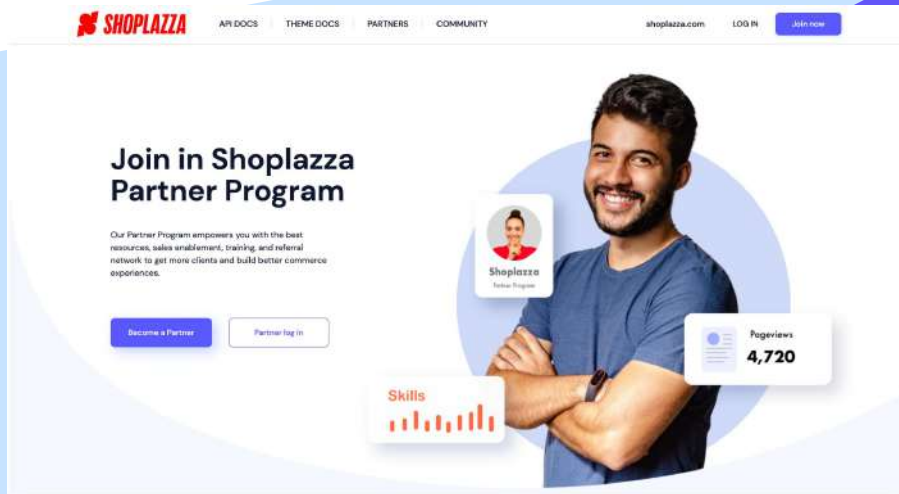 SHOPLAZZA
API DOCS
THEME DOCS
PARTNERS
COMMUNITY
shoplazza.com
LOG IN
Join now
Join in Shoplazza
Partner Program
Our Partner Program empowers you with the best
resources, sales enablement, training, and referral
network to get more clients and build better commerce
experiences.
Become a Partner
Partner log in
Shoplazza
Partner Program
Pageviews
4,720
Skills